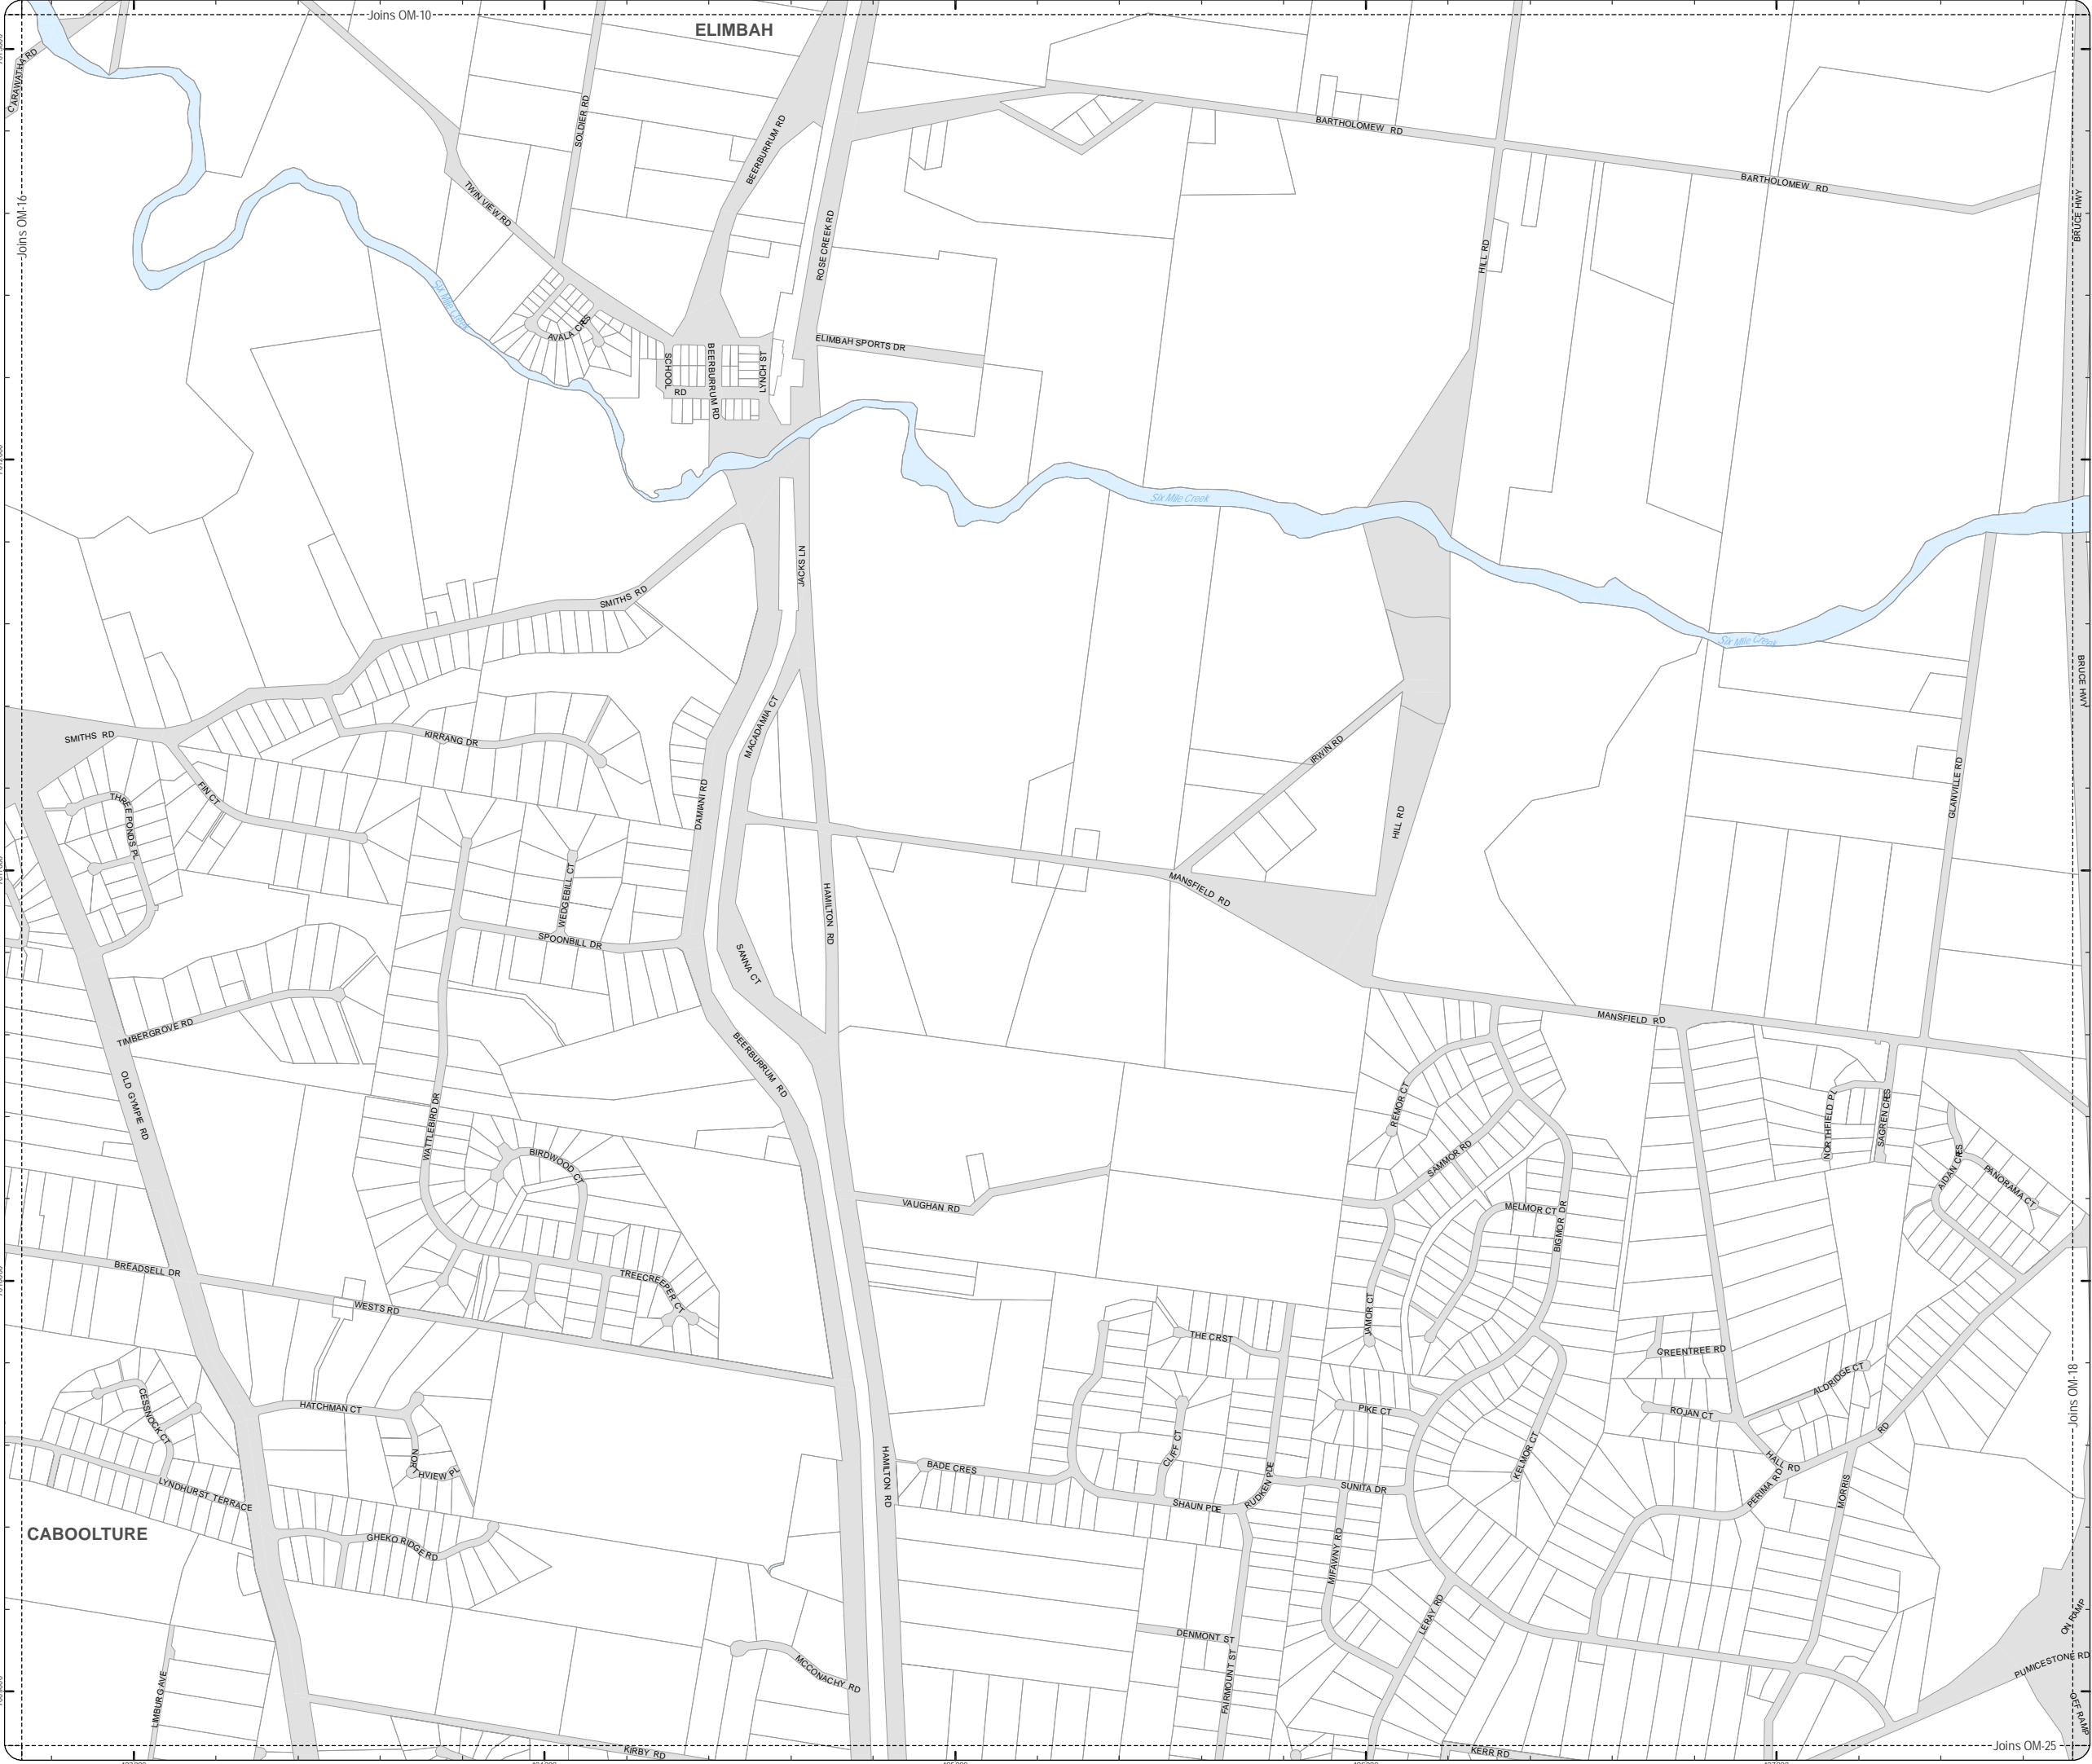 Joins OM-10
ELIMBAH
CARAWATHA RD
SOLDIER RD
BEERBURRUM RD
BARTHOLOMEW RD
BARTHOLOMEW RD
BRUCE HWY
Joins OM-16
TWIN VIEW RD
ROSE CREEK RD
HILL RD
Six Mile Creek
AVALA CRES
ELIMBAH SPORTS DR
SCHOOL
RD
BEERBURRUM RD
LYNCH ST
Six Mile Creek
JACKS LN
SMITHS RD
Six Mile Creek
BRUCE HWY
SMITHS RD
KIRRANG DR
MACADAMIA CT
IRWIN RD
GLANVILLE RD
FIN CT
THREE PONDS PL
DAMIANI RD
HILL RD
WEDGEBILL CT
MANSFIELD RD
HAMILTON RD
SPOONBILL DR
SANNA CT
MANSFIELD RD
TIMBERGROVE RD
BEERBURRUM RD
OLD GYMPIE RD
WATTLEBIRD DR
REMOR CT
NORTHFIELD PL
SAGREN CRES
BIRDWOOD CT
SAMMOR RD
AIDAN CRES
PANORAMA CT
VAUGHAN RD
MELMOR CT
BIGMOR DR
BREADSELL DR
TREECREEPER CT
WESTS RD
JAMOR CT
THE CRST
GREENTREE RD
ALDRIDGE CT
Joins OM-18
CESSNOCK CT
HATCHMAN CT
PIKE CT
ROJAN CT
RD
NOR
THVIEW PL
CLIFF CT
KELMOR CT
HALL RD
BADE CRES
HAMILTON RD
LYNDHURST TERRACE
SHAUN PDE
RUDKEN PDE
SUNITA DR
PERIMA RD
MORRIS
CABOOLTURE
GHEKO RIDGE RD
MIFAWNY RD
LERAY RD
DENMONT ST
ON RAMP
PUMICESTONE RD
LIMBURG AVE
MCCONACHY RD
FAIRMOUNT ST
OFF RAMP
KIRBY RD
KERR RD
Joins OM-25